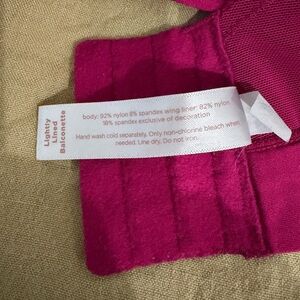 Lightly
Lined
Balconette
body: 92% nylon 8% spandex wing liner: 82% nylon
18% spandex exclusive of decoration
Hand wash cold separately. Only non-chlorine bleach when
needed. Line dry. Do not iron.